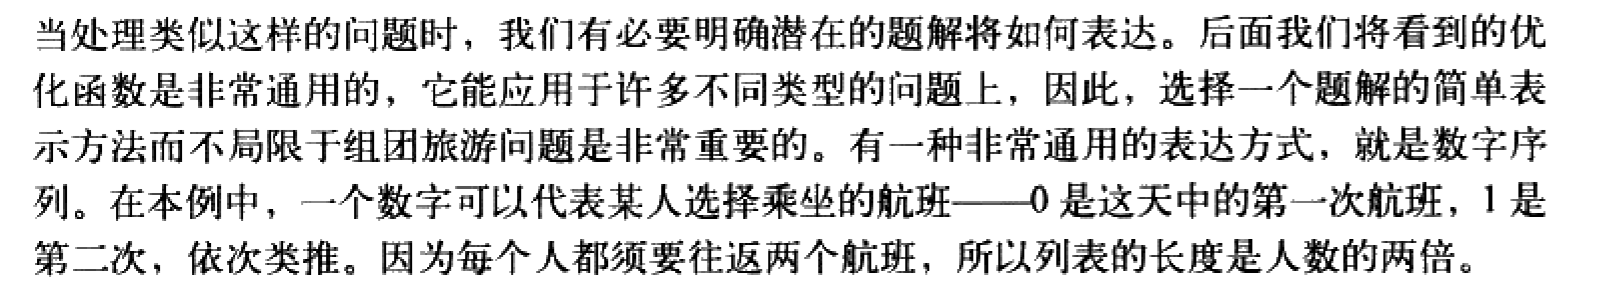 当处理类似这样的问题时，我们有必要明确潜在的题解将如何表达。后面我们将看到的优
化函数是非常通用的，它能应用于许多不同类型的问题上，因此，选择一个题解的简单表
示方法而不局限于组团旅游问题是非常重要的。有一种非常通用的表达方式，就是数字序
列。在本例中，一个数字可以代表某人选择乘坐的航班——0 是这天中的第一次航班，1 是
第二次，依次类推。因为每个人都须要往返两个航班，所以列表的长度是人数的两倍。